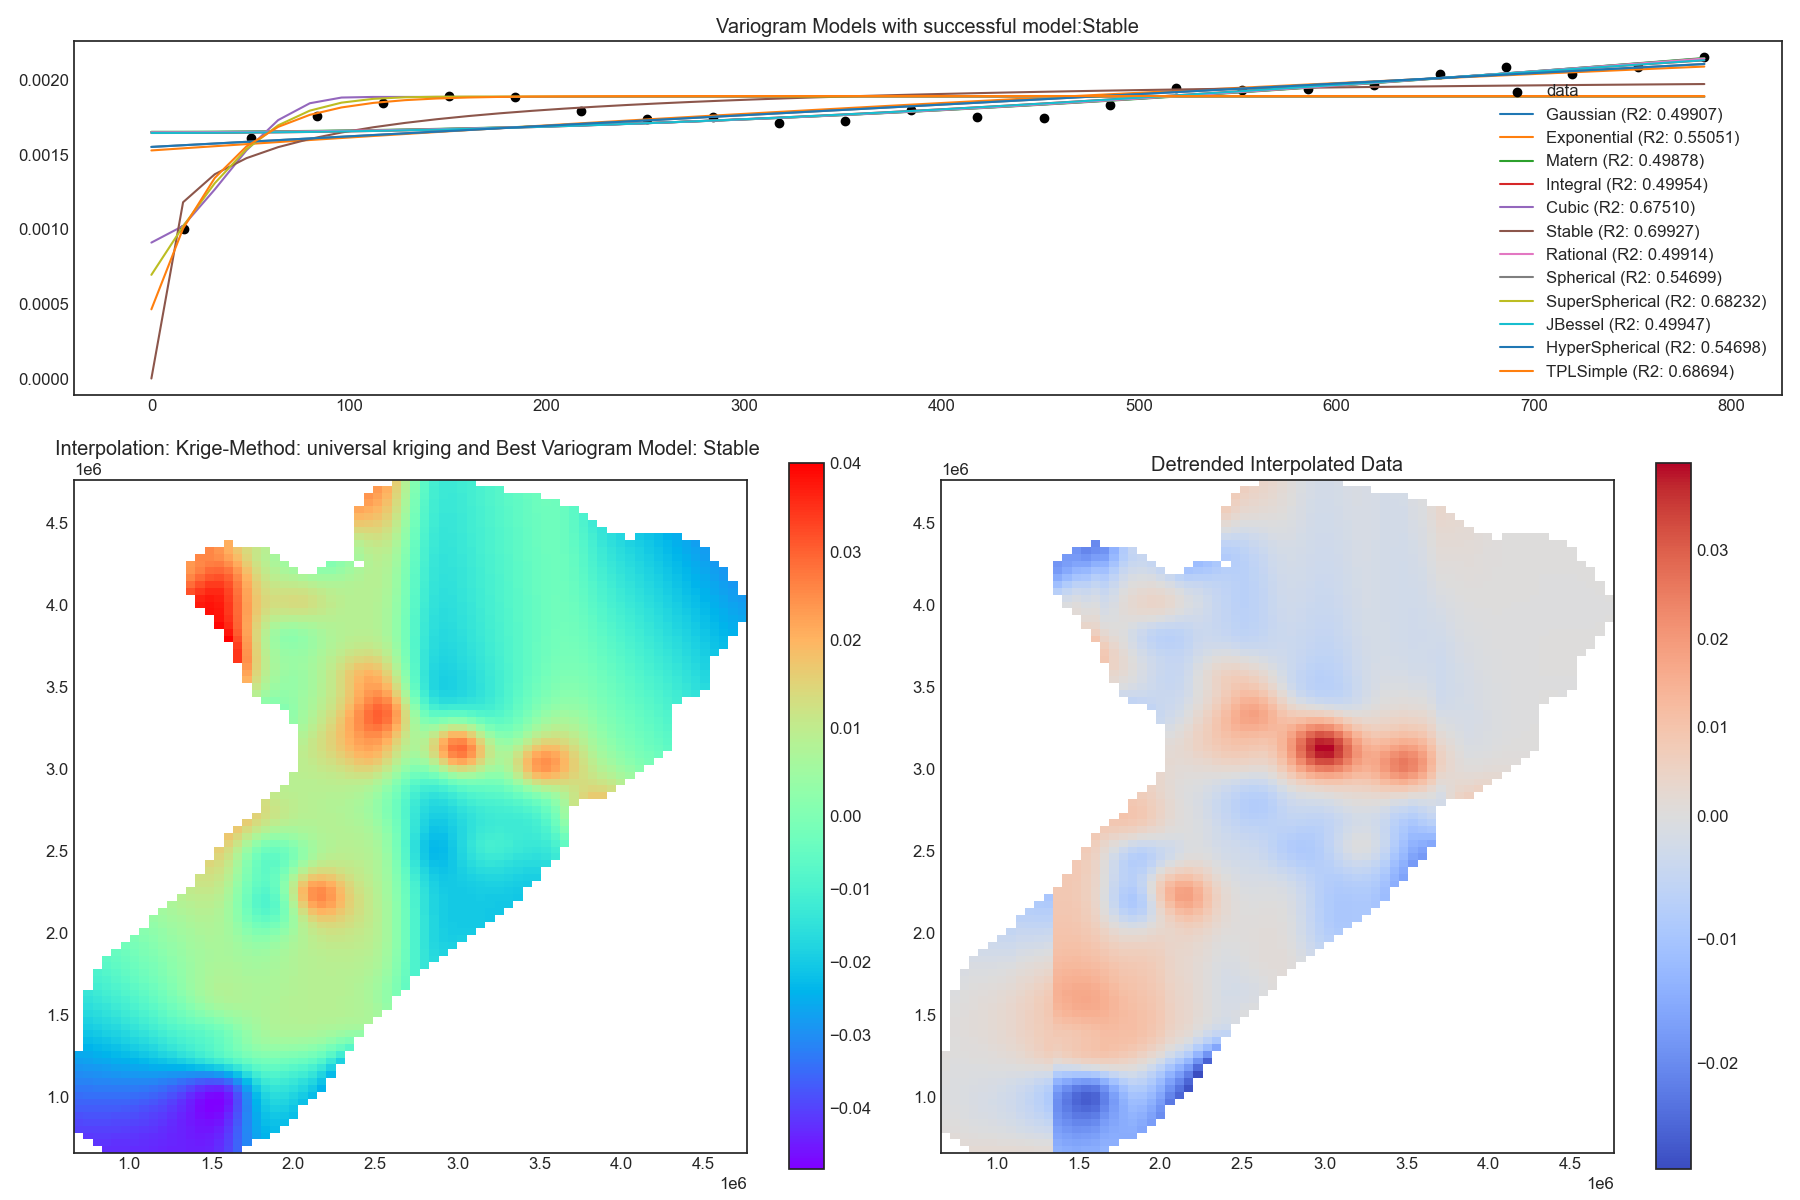 Variogram Models with successful model:Stable
0.0020
0.0015
0.0010
0.0005
0.0000
data
Gaussian (R2: 0.49907)
Exponential (R2: 0.55051)
Matern (R2: 0.49878)
Integral (R2: 0.49954)
Cubic (R2: 0.67510)
Stable (R2: 0.69927)
Rational (R2: 0.49914)
Spherical (R2: 0.54699)
SuperSpherical (R2: 0.68232)
JBessel (R2: 0.49947)
HyperSpherical (R2: 0.54698)
TPLSimple (R2: 0.68694)
0 100 200 300 400 500 600 700 800
Interpolation: Krige-Method: universal kriging and Best Variogram Model: Stable
1e6
4.5
4.0
3.5
3.0
2.5
2.0
1.5
1.0
1.0 1.5 2.0 2.5 3.0 3.5 4.0 4.5
1e6
0.04
0.03
0.02
0.01
0.00
−0.01
−0.02
−0.03
−0.04
Detrended Interpolated Data
1e6
4.5
4.0
3.5
3.0
2.5
2.0
1.5
1.0
1.0 1.5 2.0 2.5 3.0 3.5 4.0 4.5
1e6
0.03
0.02
0.01
0.00
−0.01
−0.02